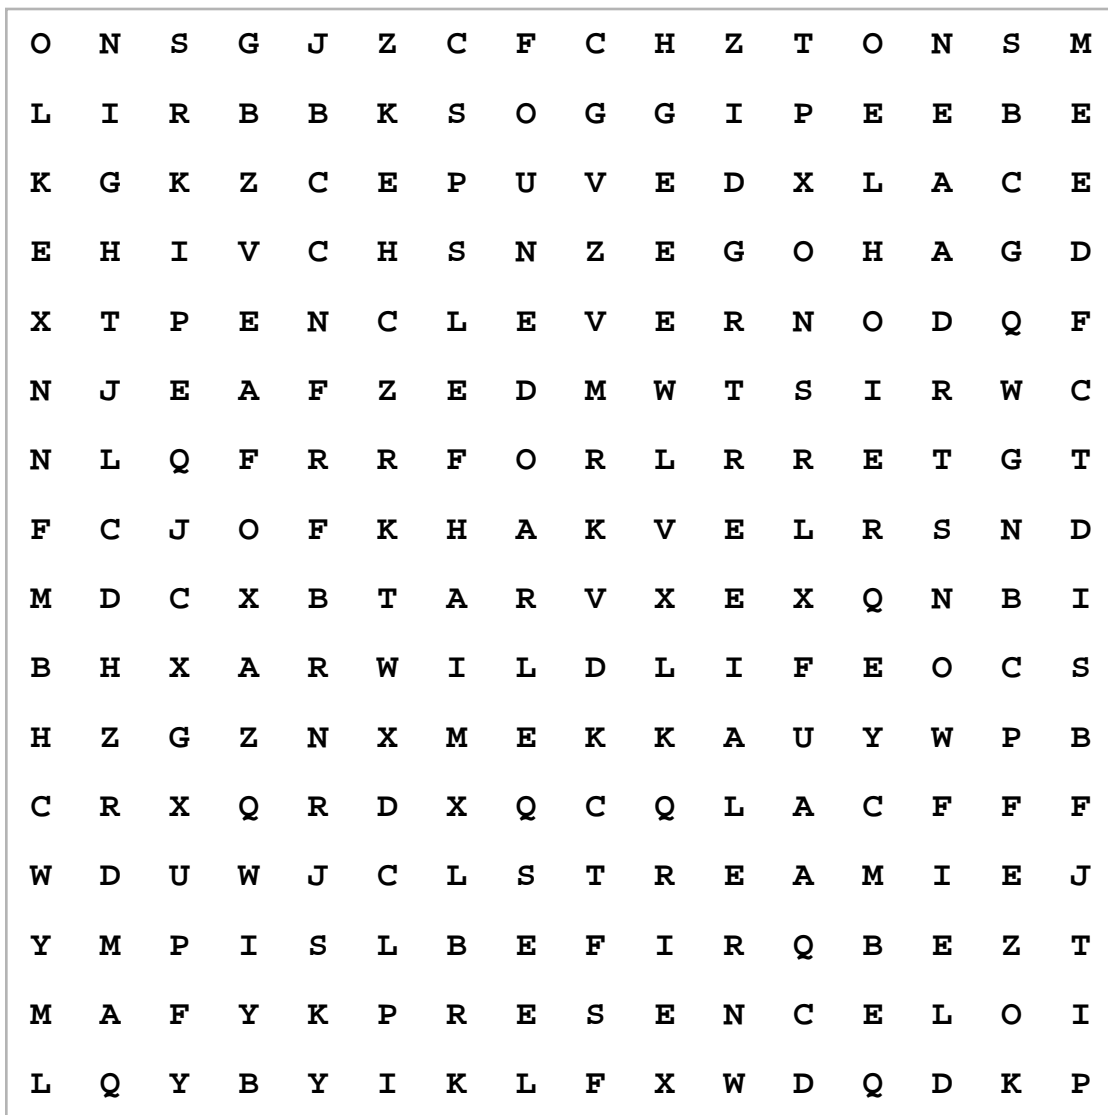 O N S G J Z C F C H Z T O N S M
L I R B B K S O G G I P E E B E
K G K Z C E P U V E D X L A C E
E H I V C H S N Z E G O H A G D
X T P E N C L E V E R N O D Q F
N J E A F Z E D M W T S I R W C
N L Q F R R F O R L R R E T G T
F C J O F K H A K V E L R S N D
M D C X B T A R V X E X Q N B I
B H X A R W I L D L I F E O C S
H Z G Z N X M E K K A U Y W P B
C R X Q R D X Q C Q L A C F F F
W D U W J C L S T R E A M I E J
Y M P I S L B E F I R Q B E Z T
M A F Y K P R E S E N C E L O I
L Q Y B Y I K L F X W D Q D K P